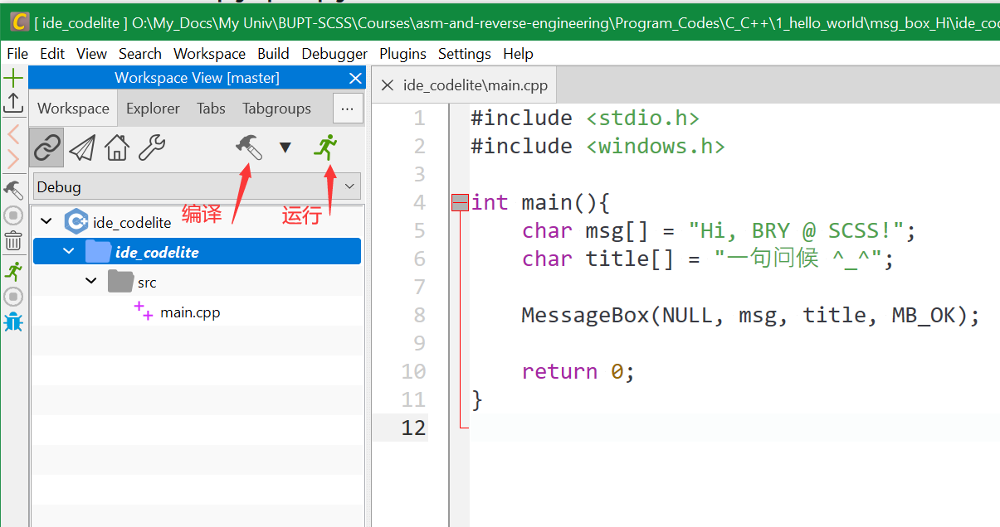 [ ide_codelite ] O:\My_Docs\My Univ\BUPT-SCSS\Courses\asm-and-reverse-engineering\Program_Codes\C_C++\1_hello_world\msg_box_Hi\ide_co
File Edit View Search Workspace Build Debugger Plugins Settings Help
Workspace View [master]
Workspace Explorer Tabs Tabgroups ...
Debug
编译 运行
ide_codelite
ide_codelite
src
main.cpp
ide_codelite\main.cpp
1 #include <stdio.h>
2 #include <windows.h>
3
4 int main(){
5 char msg[] = "Hi, BRY @ SCSS!";
6 char title[] = "一句问候 ^_^";
7
8 MessageBox(NULL, msg, title, MB_OK);
9
10 return 0;
11 }
12